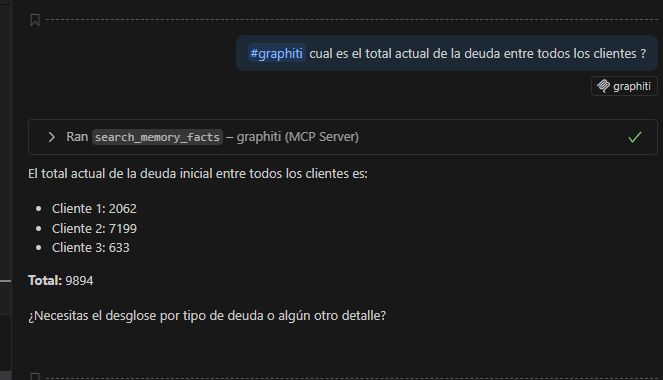 #graphiti cual es el total actual de la deuda entre todos los clientes ?
graphiti
Ran search_memory_facts – graphiti (MCP Server)
El total actual de la deuda inicial entre todos los clientes es:
• Cliente 1: 2062
• Cliente 2: 7199
• Cliente 3: 633
Total: 9894
¿Necesitas el desglose por tipo de deuda o algún otro detalle?